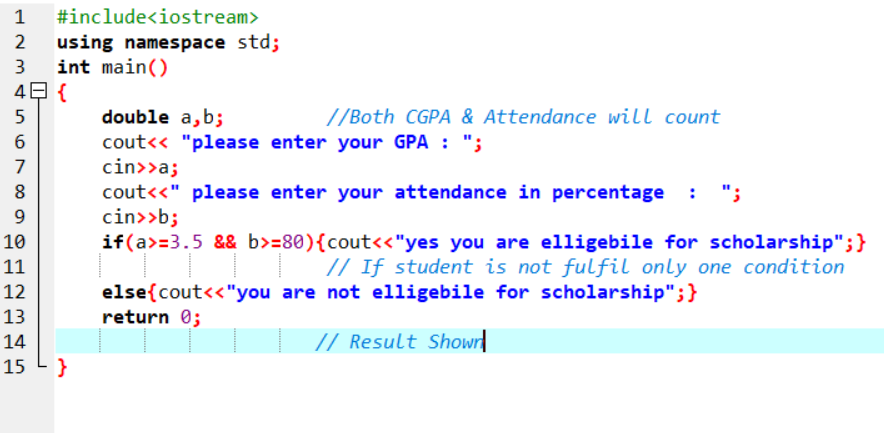 1 #include<iostream>
2 using namespace std;
3 int main()
4 {
5 double a,b; //Both CGPA & Attendance will count
6 cout<< "please enter your GPA : ";
7 cin>>a;
8 cout<<" please enter your attendance in percentage  :  ";
9 cin>>b;
10 if(a>=3.5 && b>=80){cout<<"yes you are elligebile for scholarship";}
11 // If student is not fulfil only one condition
12 else{cout<<"you are not elligebile for scholarship";}
13 return 0;
14 // Result Shown
15 }